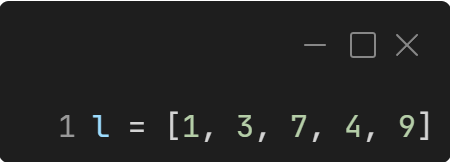 1 l = [1, 3, 7, 4, 9]